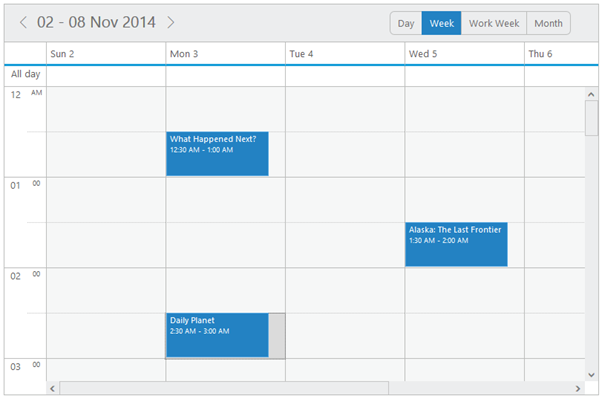 02 - 08 Nov 2014
Day Week Work Week Month
Sun 2 Mon 3 Tue 4 Wed 5 Thu 6
All day
12 AM
What Happened Next?
12:30 AM - 1:00 AM
01 00
Alaska: The Last Frontier
1:30 AM - 2:00 AM
02 00
Daily Planet
2:30 AM - 3:00 AM
03 00